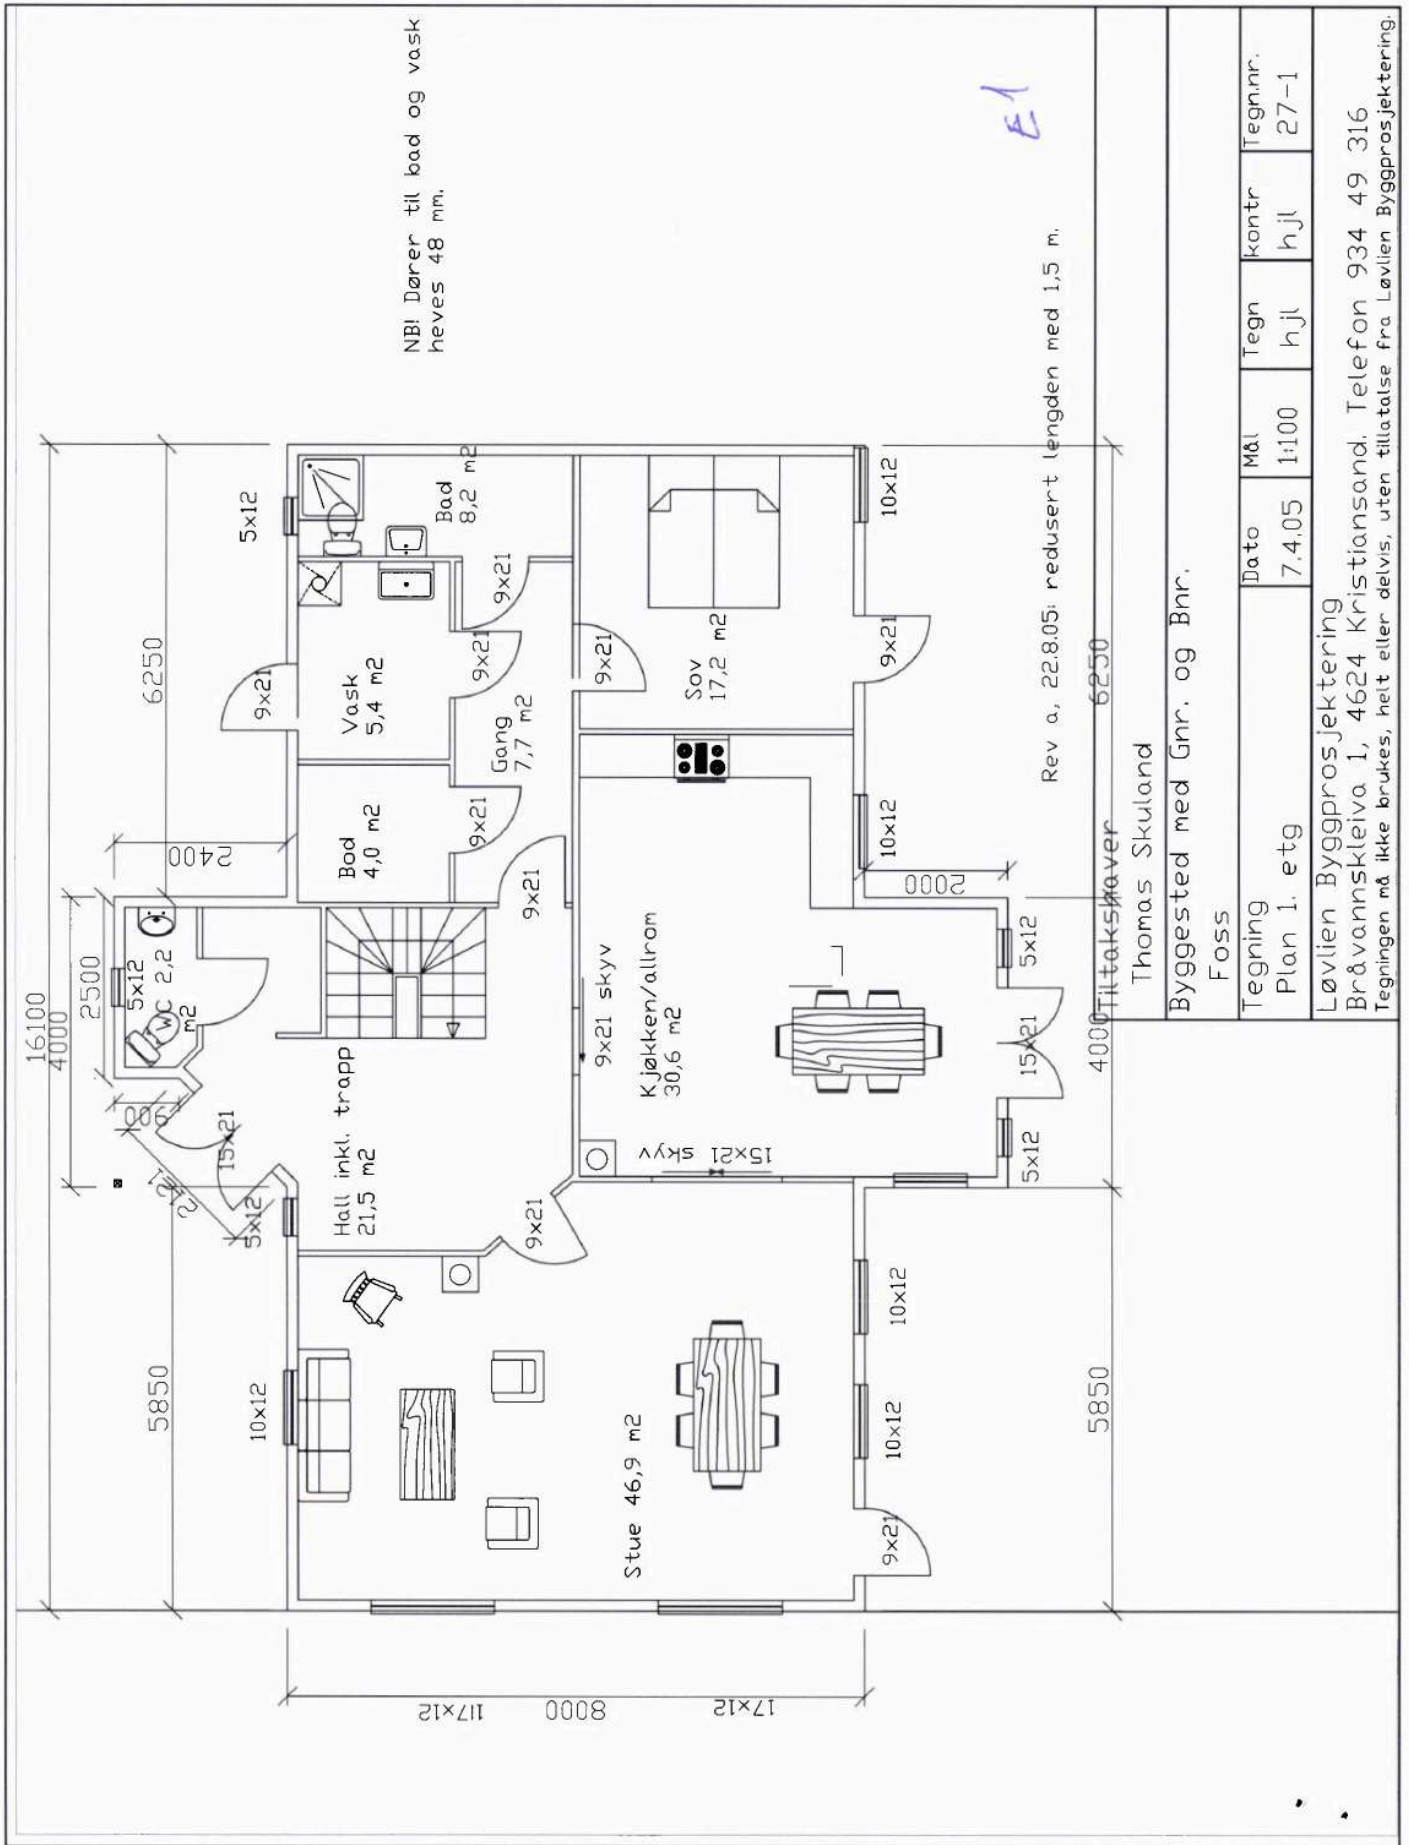 NB! Dører til bad og vask
heves 48 mm.
E1
16100
4000
2500
6250
5850
2400
900
2121
5x12
WC 2,2
m2
15x21
5x12
10x12
9x21
5x12
Bad
8,2 m2
Vask
5,4 m2
Bod
4,0 m2
Gang
7,7 m2
9x21
9x21
9x21
9x21
9x21
Hall inkl. trapp
21,5 m2
9x21
9x21 skyv
Sov
17,2 m2
Kjøkken/allrom
30,6 m2
15x21 skyv
Stue 46,9 m2
17x12
8000
17x12
9x21
10x12
10x12
10x12
9x21
10x12
2000
5x12
15x21
5x12
5850
4000
6250
Rev a, 22.8.05: redusert lengden med 1,5 m.
Tiltakshaver
Thomas Skuland
Byggested med Gnr. og Bnr.
Foss
Tegning
Plan 1. etg
Dato
7.4.05
Mål
1:100
Tegn
hjl
kontr
hjl
Tegn.nr.
27-1
Løvlien Byggprosjektering
Bråvannskleiva 1, 4624 Kristiansand. Telefon 934 49 316
Tegningen må ikke brukes, helt eller delvis, uten tillatalse fra Løvlien Byggprosjektering.